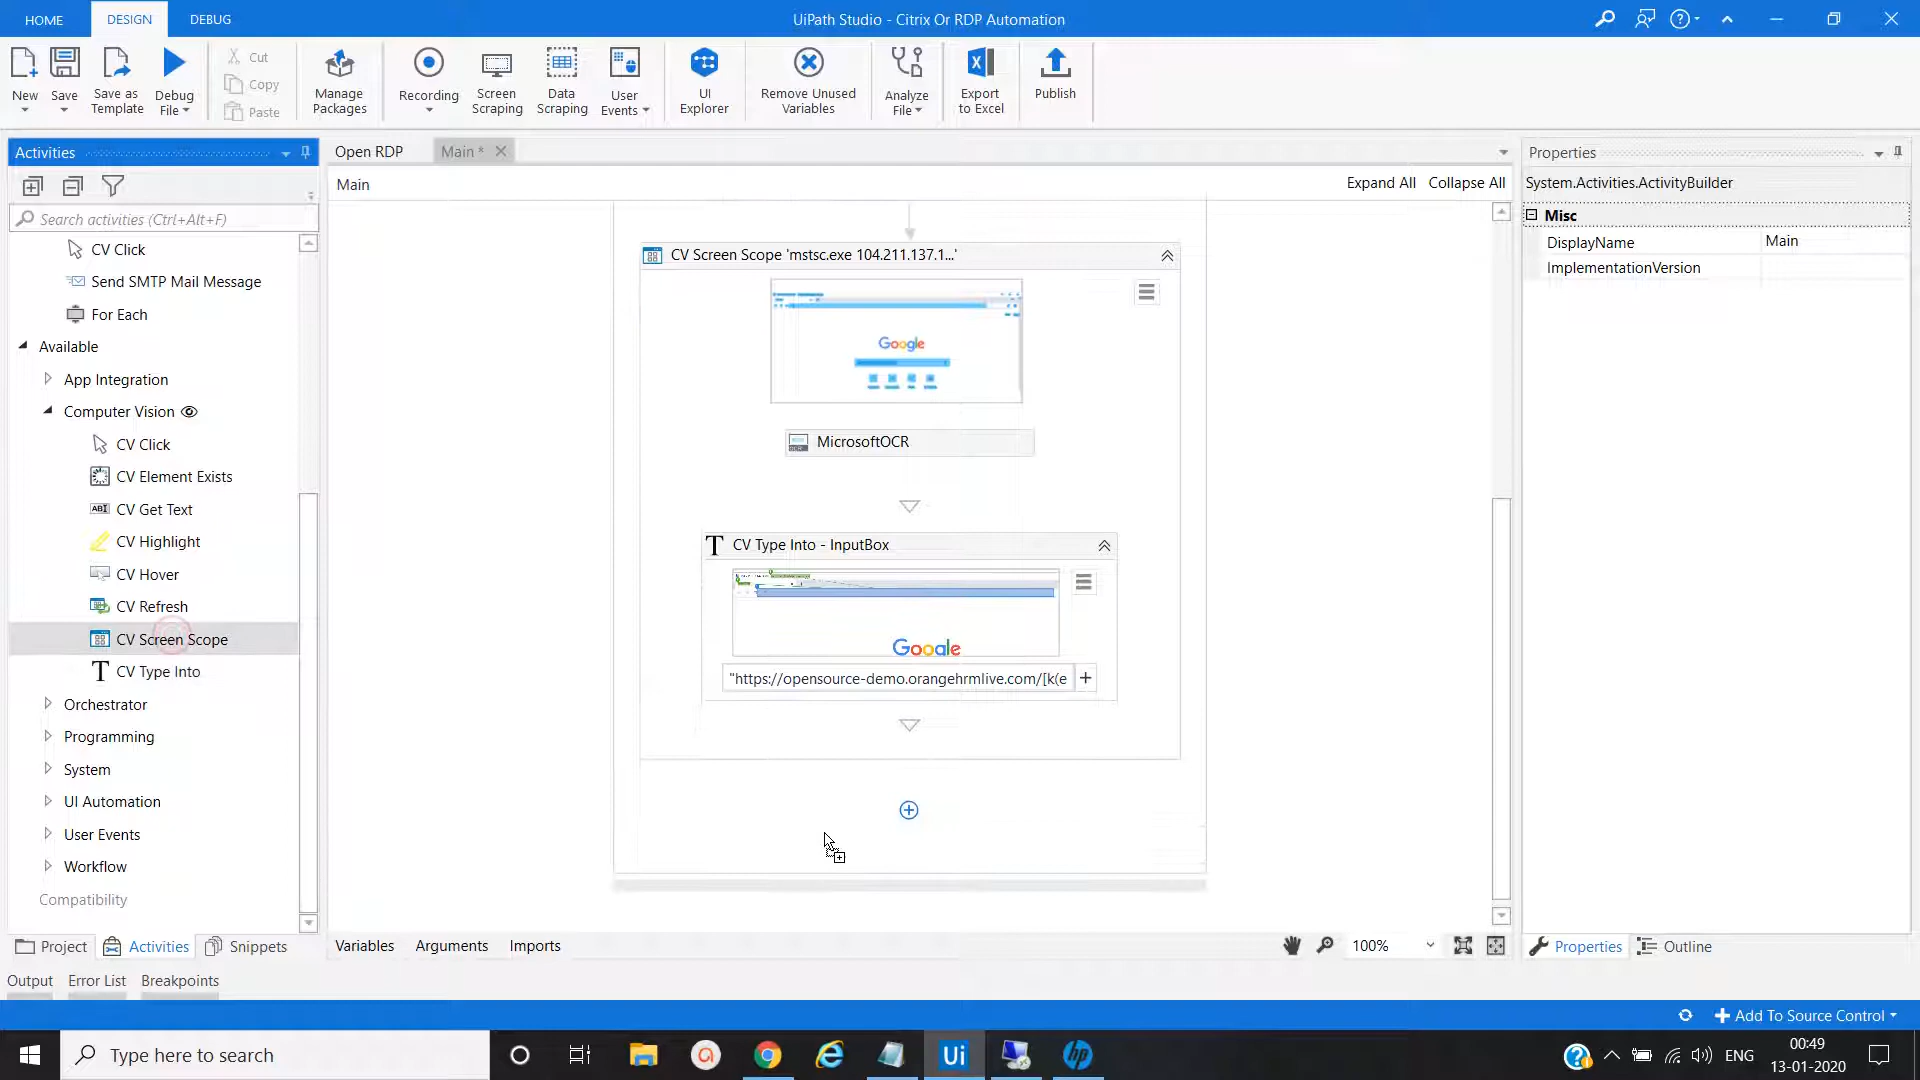 HOME
DESIGN
DEBUG
UiPath Studio - Citrix Or RDP Automation
New
Save
Save as
Template
Debug
File
Cut
Copy
Paste
Manage
Packages
Recording
Screen
Scraping
Data
Scraping
User
Events
UI
Explorer
Remove Unused
Variables
Analyze
File
Export
to Excel
Publish
Activities
Search activities (Ctrl+Alt+F)
CV Click
Send SMTP Mail Message
For Each
Available
App Integration
Computer Vision
CV Click
CV Element Exists
CV Get Text
CV Highlight
CV Hover
CV Refresh
CV Screen Scope
CV Type Into
Orchestrator
Programming
System
UI Automation
User Events
Workflow
Compatibility
Project
Activities
Snippets
Open RDP
Main *
Main
Expand All
Collapse All
CV Screen Scope 'mstsc.exe 104.211.137.1...'
Google
MicrosoftOCR
CV Type Into - InputBox
Google
"https://opensource-demo.orangehrmlive.com/[k(e
Variables
Arguments
Imports
100%
Properties
System.Activities.ActivityBuilder
Misc
DisplayName
Main
ImplementationVersion
Properties
Outline
Output
Error List
Breakpoints
Add To Source Control
Type here to search
Ui
hp
ENG
00:49
13-01-2020